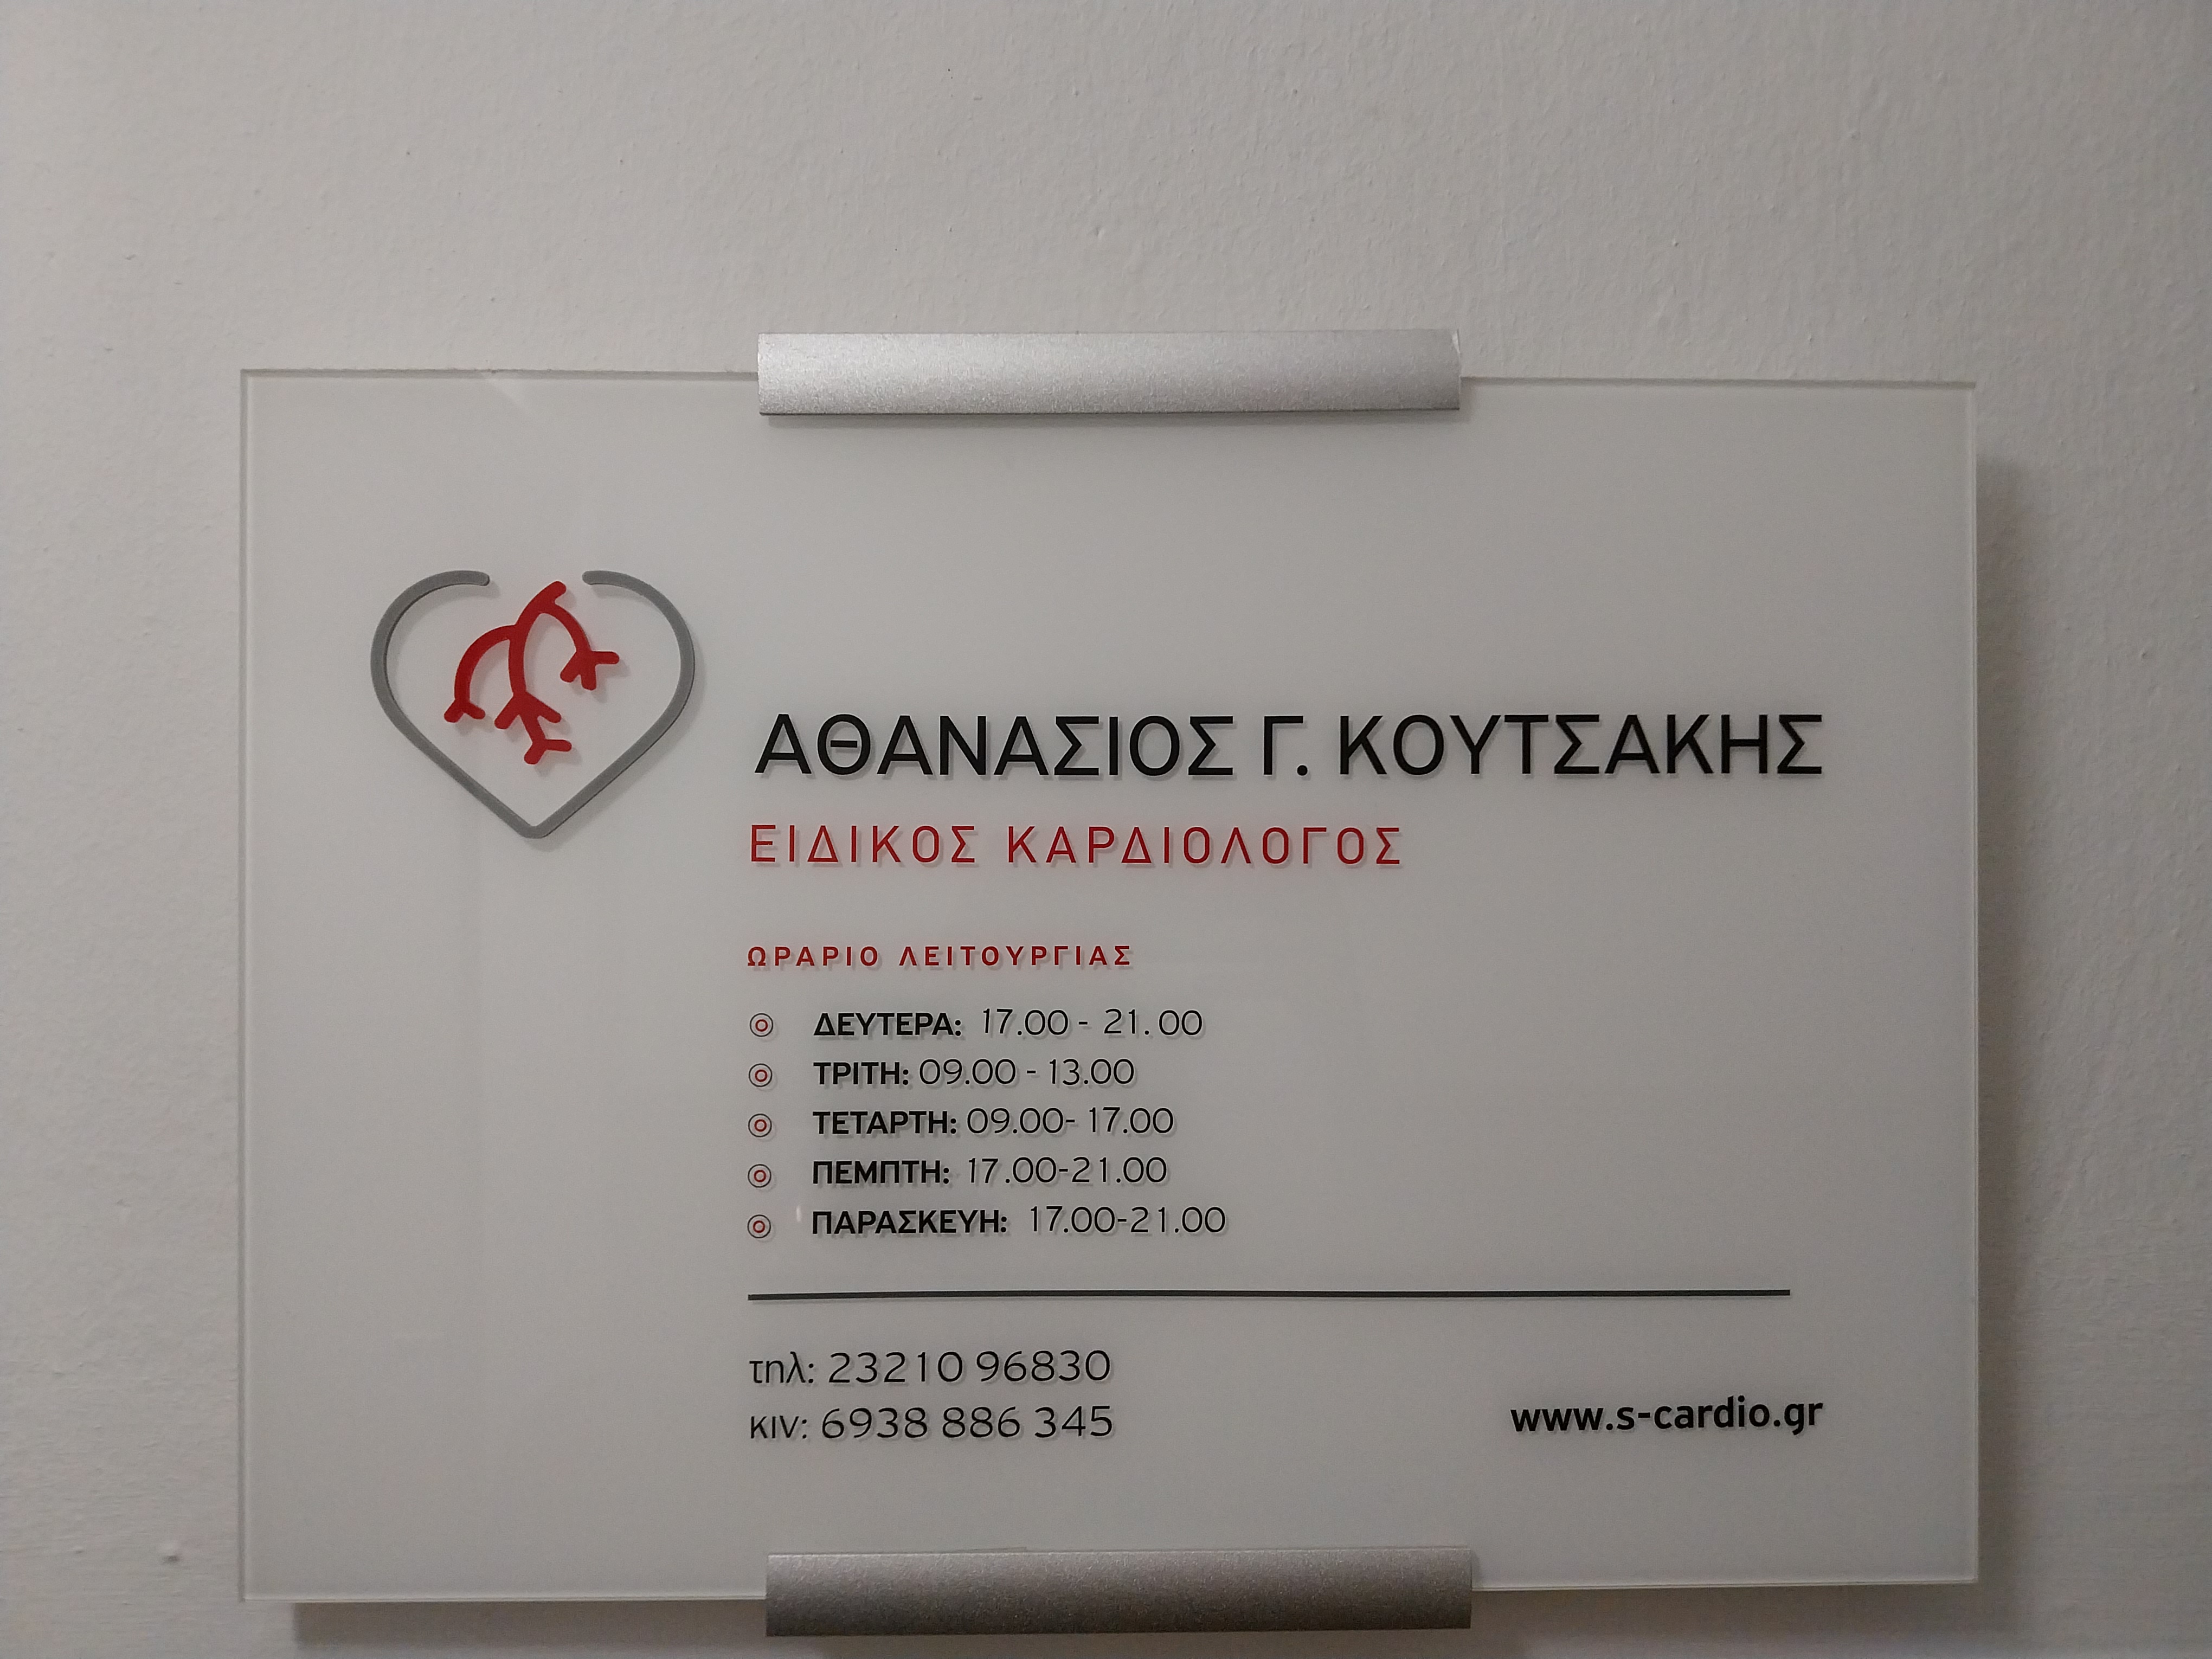 ΑΘΑΝΑΣΙΟΣ Γ. ΚΟΥΤΣΑΚΗΣ
ΕΙΔΙΚΟΣ ΚΑΡΔΙΟΛΟΓΟΣ
ΩΡΑΡΙΟ ΛΕΙΤΟΥΡΓΙΑΣ
ΔΕΥΤΕΡΑ: 17.00 - 21.00
ΤΡΙΤΗ: 09.00 - 13.00
ΤΕΤΑΡΤΗ: 09.00- 17.00
ΠΕΜΠΤΗ: 17.00-21.00
ΠΑΡΑΣΚΕΥΗ: 17.00-21.00
τηλ: 23210 96830
κιν: 6938 886 345
www.s-cardio.gr